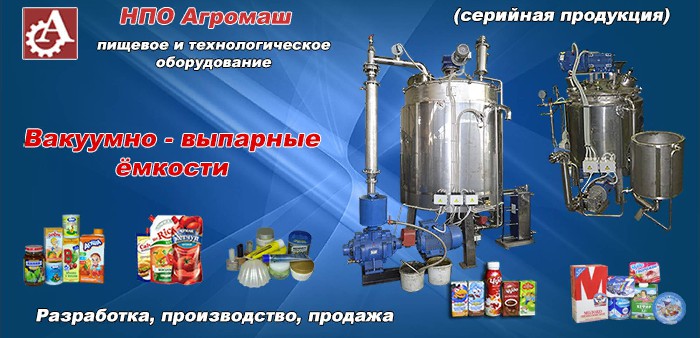 НПО Агромаш
(серийная продукция)
пищевое и технологическое
оборудование
Вакуумно - выпарные
ёмкости
Разработка, производство, продажа